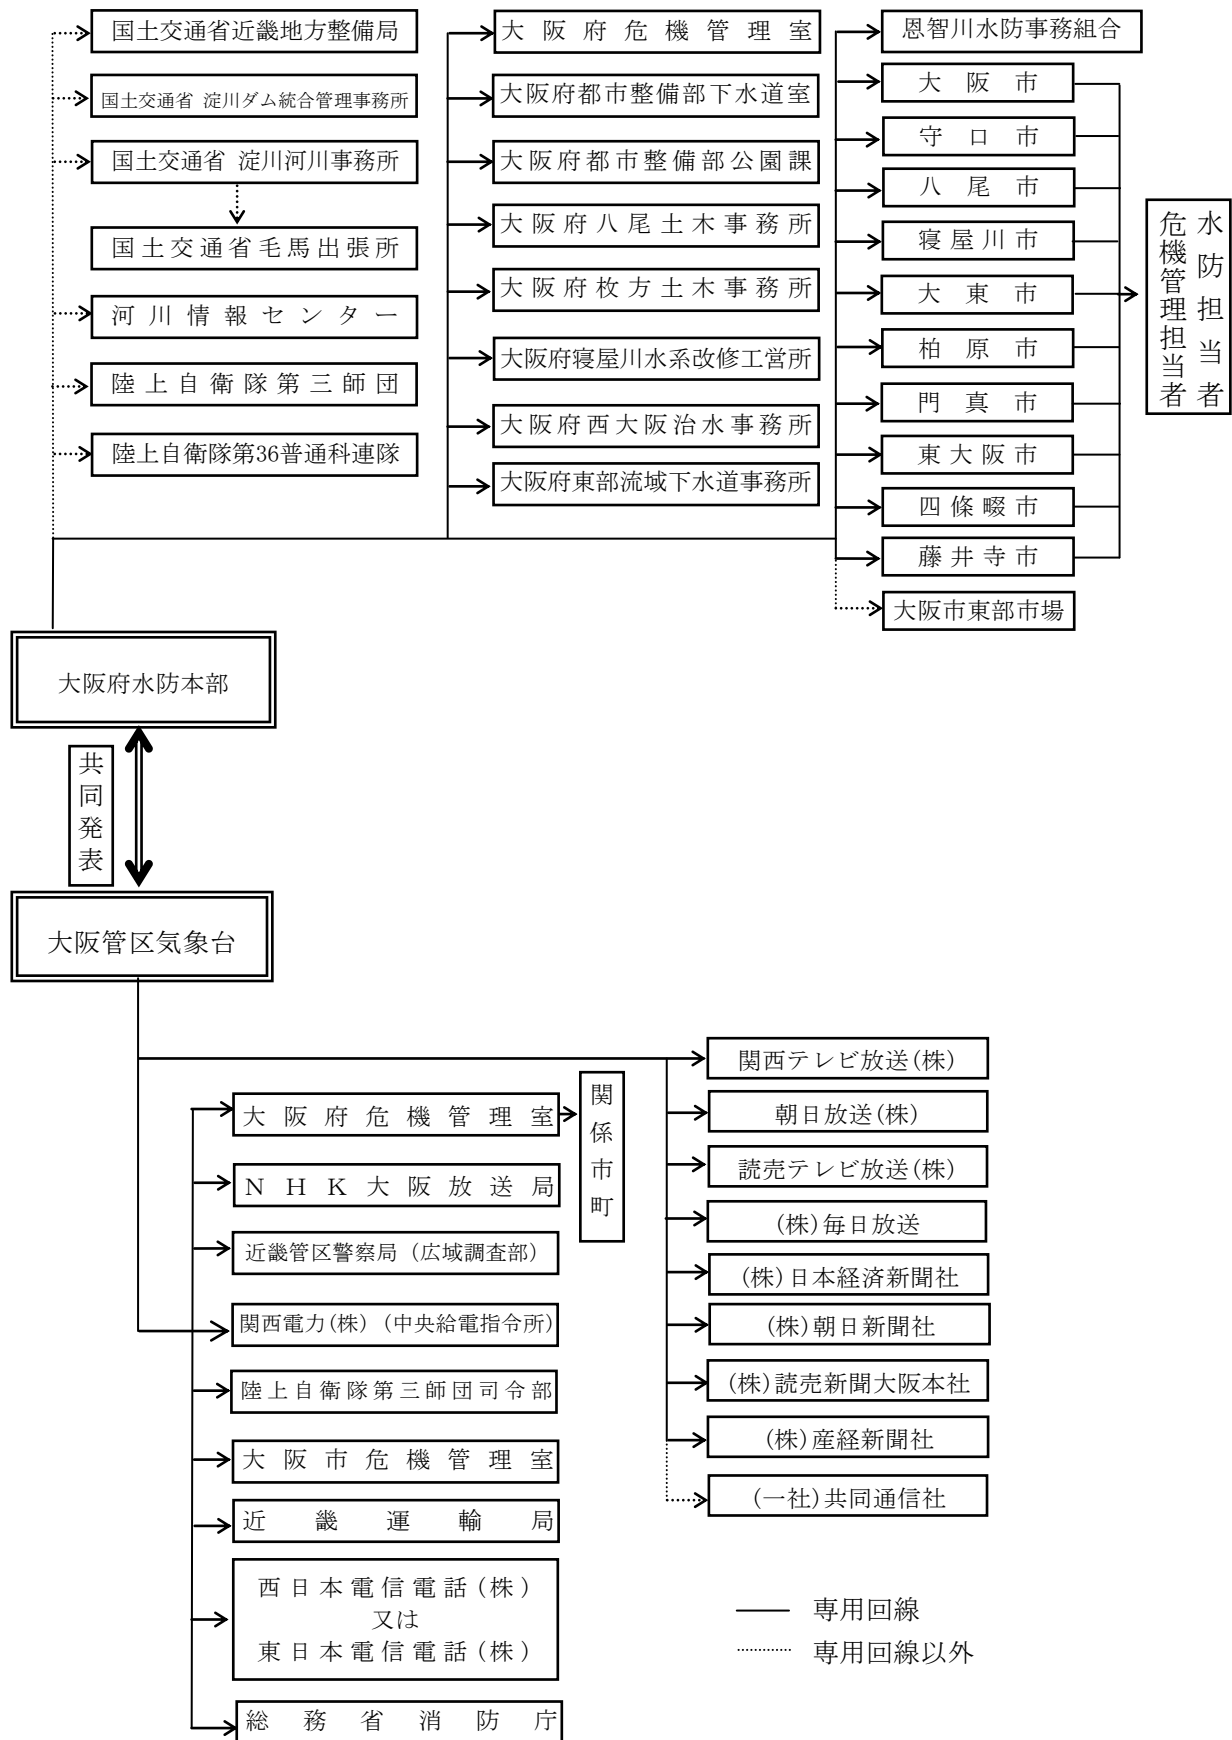 国土交通省近畿地方整備局
国土交通省 淀川ダム統合管理事務所
国土交通省 淀川河川事務所
国土交通省毛馬出張所
河川情報センター
陸上自衛隊第三師団
陸上自衛隊第36普通科連隊
大阪府危機管理室
大阪府都市整備部下水道室
大阪府都市整備部公園課
大阪府八尾土木事務所
大阪府枚方土木事務所
大阪府寝屋川水系改修工営所
大阪府西大阪治水事務所
大阪府東部流域下水道事務所
恩智川水防事務組合
大阪市
守口市
八尾市
寝屋川市
大東市
柏原市
門真市
東大阪市
四條畷市
藤井寺市
大阪市東部市場
水防担当者
危機管理担当者
大阪府水防本部
共同発表
大阪管区気象台
大阪府危機管理室
関係市町
NHK大阪放送局
近畿管区警察局（広域調査部）
関西電力(株)（中央給電指令所）
陸上自衛隊第三師団司令部
大阪市危機管理室
近畿運輸局
西日本電信電話(株)
又は
東日本電信電話(株)
総務省消防庁
関西テレビ放送(株)
朝日放送(株)
読売テレビ放送(株)
(株)毎日放送
(株)日本経済新聞社
(株)朝日新聞社
(株)読売新聞大阪本社
(株)産経新聞社
(一社)共同通信社
専用回線
専用回線以外